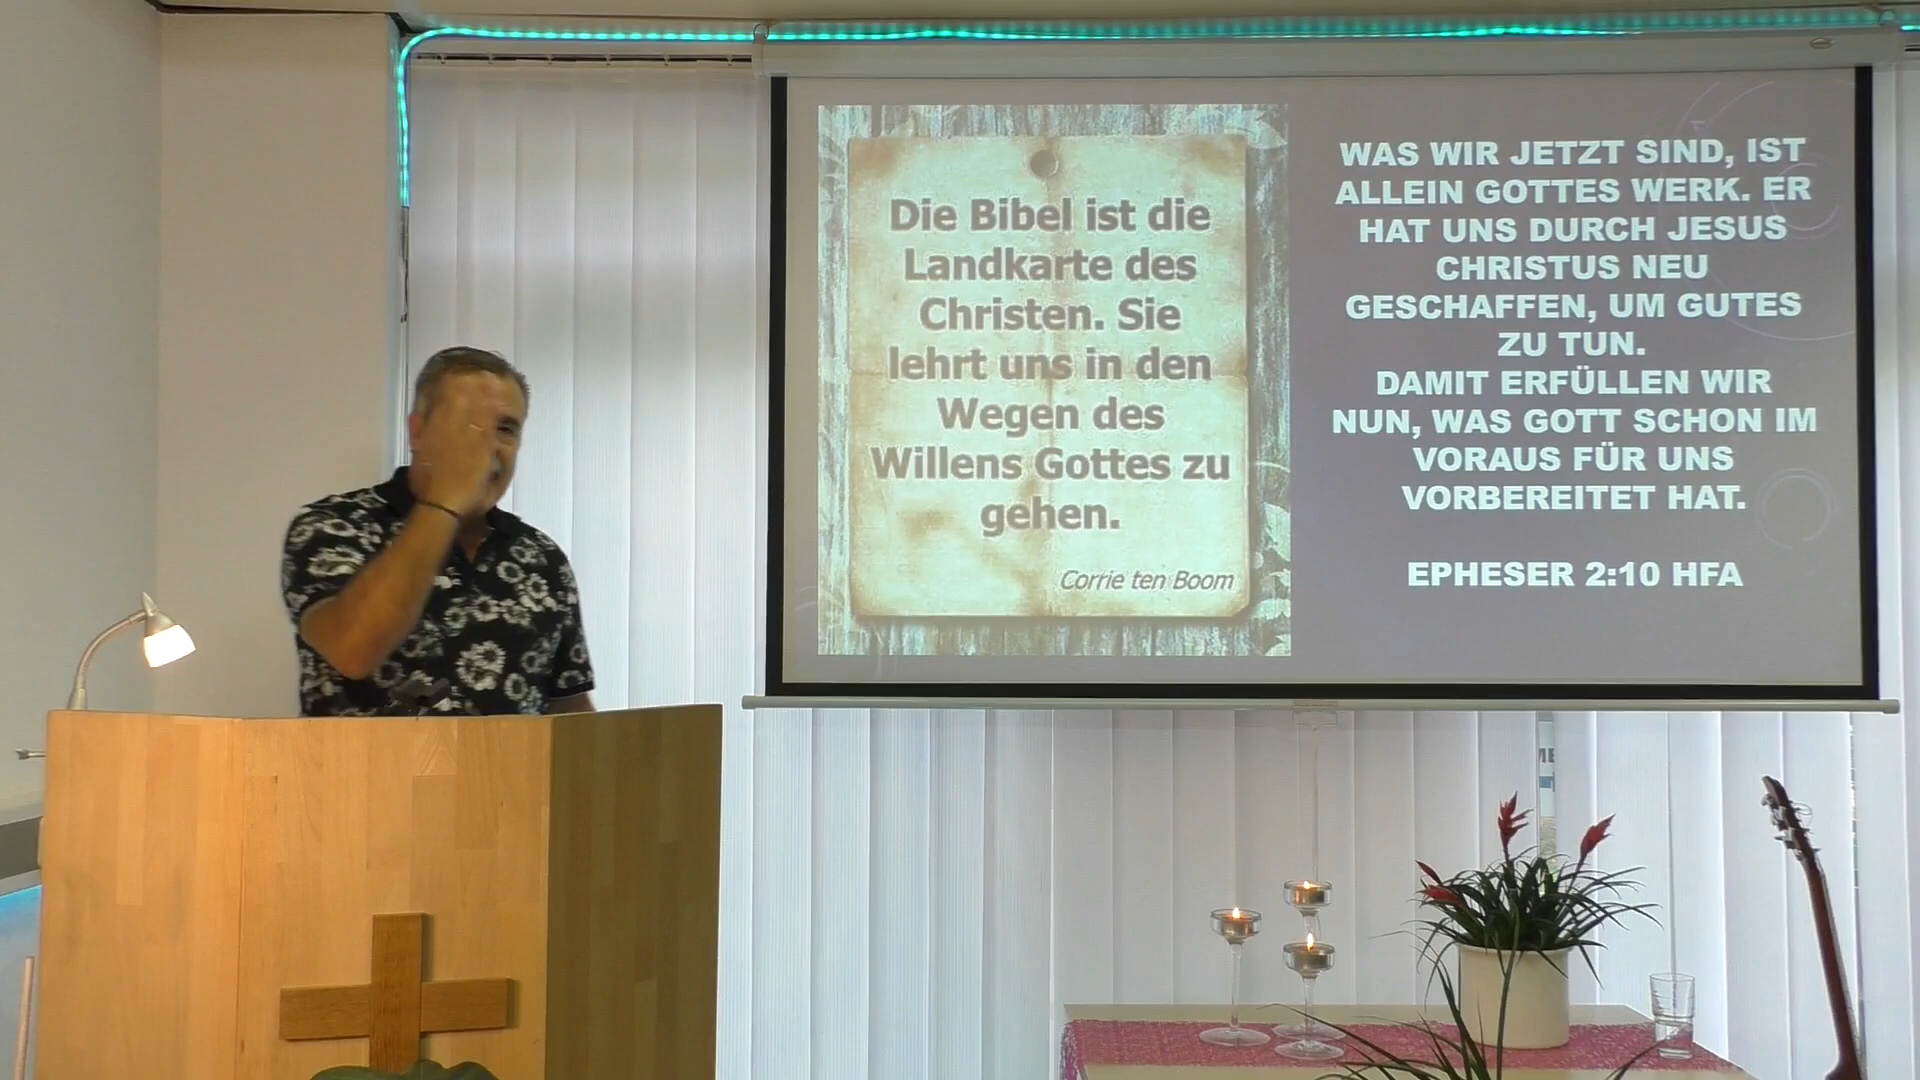 Die Bibel ist die
Landkarte des
Christen. Sie
lehrt uns in den
Wegen des
Willens Gottes zu
gehen.
Corrie ten Boom
WAS WIR JETZT SIND, IST
ALLEIN GOTTES WERK. ER
HAT UNS DURCH JESUS
CHRISTUS NEU
GESCHAFFEN, UM GUTES
ZU TUN.
DAMIT ERFÜLLEN WIR
NUN, WAS GOTT SCHON IM
VORAUS FÜR UNS
VORBEREITET HAT.
EPHESER 2:10 HFA